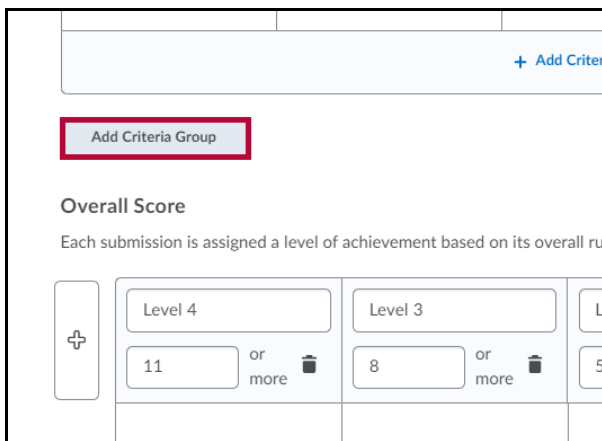 + Add Criter
Add Criteria Group
Overall Score
Each submission is assigned a level of achievement based on its overall ru
Level 4 Level 3 L
11 or more 8 or more 5